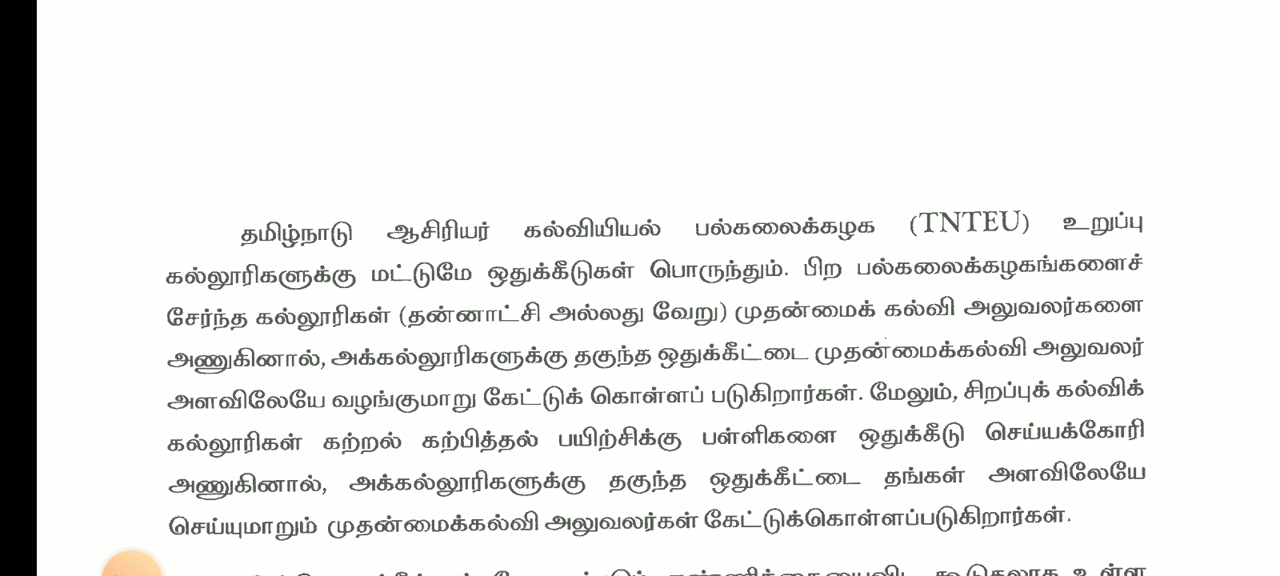 தமிழ்நாடு ஆசிரியர் கல்வியியல் பல்கலைக்கழக (TNTEU) உறுப்பு
கல்லூரிகளுக்கு மட்டுமே ஒதுக்கீடுகள் பொருந்தும். பிற பல்கலைக்கழகங்களைச்
சேர்ந்த கல்லூரிகள் (தன்னாட்சி அல்லது வேறு) முதன்மைக் கல்வி அலுவலர்களை
அணுகினால், அக்கல்லூரிகளுக்கு தகுந்த ஒதுக்கீட்டை முதன்மைக்கல்வி அலுவலர்
அளவிலேயே வழங்குமாறு கேட்டுக் கொள்ளப் படுகிறார்கள். மேலும், சிறப்புக் கல்விக்
கல்லூரிகள் கற்றல் கற்பித்தல் பயிற்சிக்கு பள்ளிகளை ஒதுக்கீடு செய்யக்கோரி
அணுகினால், அக்கல்லூரிகளுக்கு தகுந்த ஒதுக்கீட்டை தங்கள் அளவிலேயே
செய்யுமாறும் முதன்மைக்கல்வி அலுவலர்கள் கேட்டுக்கொள்ளப்படுகிறார்கள்.
கூடுதலாக உள்ள